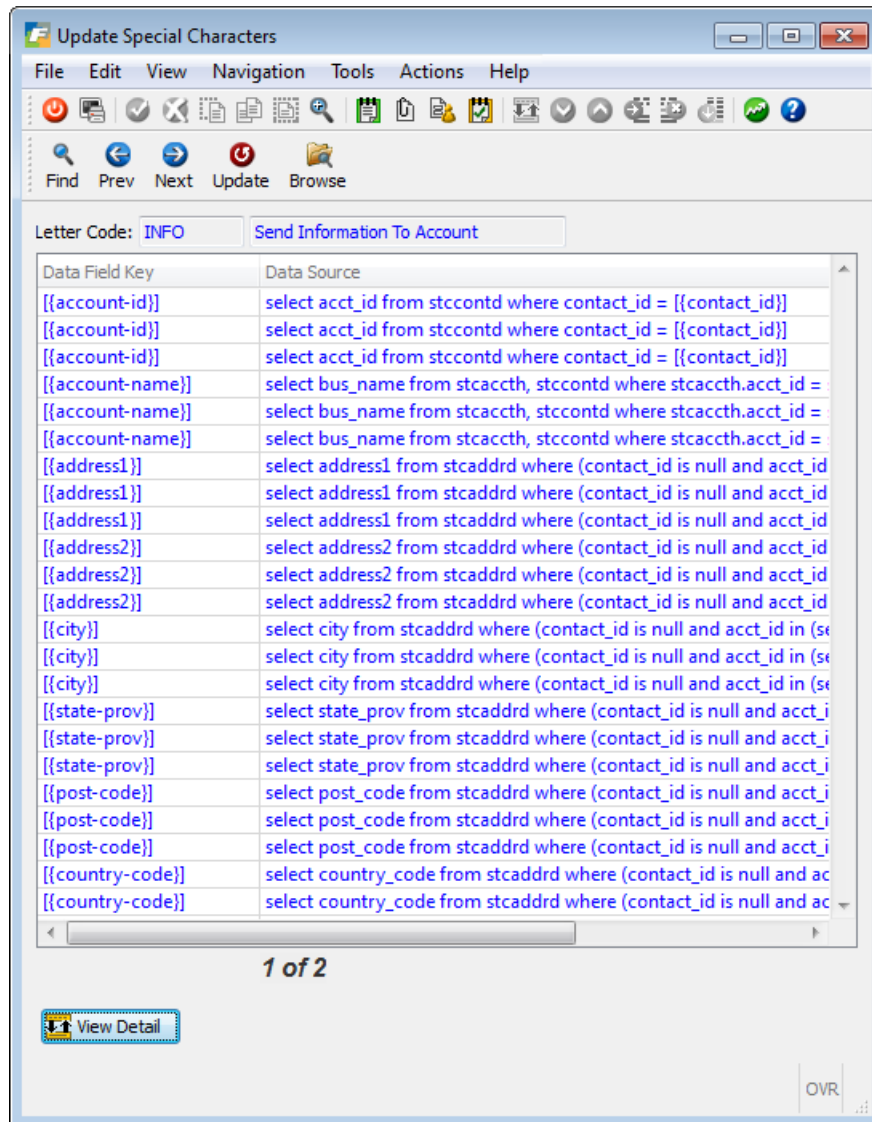 Update Special Characters
File Edit View Navigation Tools Actions Help
Find Prev Next Update Browse
Letter Code: INFO Send Information To Account
Data Field Key Data Source
[{account-id}] select acct_id from stccontd where contact_id = [{contact_id}]
[{account-id}] select acct_id from stccontd where contact_id = [{contact_id}]
[{account-id}] select acct_id from stccontd where contact_id = [{contact_id}]
[{account-name}] select bus_name from stcaccth, stccontd where stcaccth.acct_id =
[{account-name}] select bus_name from stcaccth, stccontd where stcaccth.acct_id =
[{account-name}] select bus_name from stcaccth, stccontd where stcaccth.acct_id =
[{address1}] select address1 from stcaddrd where (contact_id is null and acct_id
[{address1}] select address1 from stcaddrd where (contact_id is null and acct_id
[{address1}] select address1 from stcaddrd where (contact_id is null and acct_id
[{address2}] select address2 from stcaddrd where (contact_id is null and acct_id
[{address2}] select address2 from stcaddrd where (contact_id is null and acct_id
[{address2}] select address2 from stcaddrd where (contact_id is null and acct_id
[{city}] select city from stcaddrd where (contact_id is null and acct_id in (se
[{city}] select city from stcaddrd where (contact_id is null and acct_id in (se
[{city}] select city from stcaddrd where (contact_id is null and acct_id in (se
[{state-prov}] select state_prov from stcaddrd where (contact_id is null and acct_i
[{state-prov}] select state_prov from stcaddrd where (contact_id is null and acct_i
[{state-prov}] select state_prov from stcaddrd where (contact_id is null and acct_i
[{post-code}] select post_code from stcaddrd where (contact_id is null and acct_i
[{post-code}] select post_code from stcaddrd where (contact_id is null and acct_i
[{post-code}] select post_code from stcaddrd where (contact_id is null and acct_i
[{country-code}] select country_code from stcaddrd where (contact_id is null and ac
[{country-code}] select country_code from stcaddrd where (contact_id is null and ac
1 of 2
View Detail
OVR